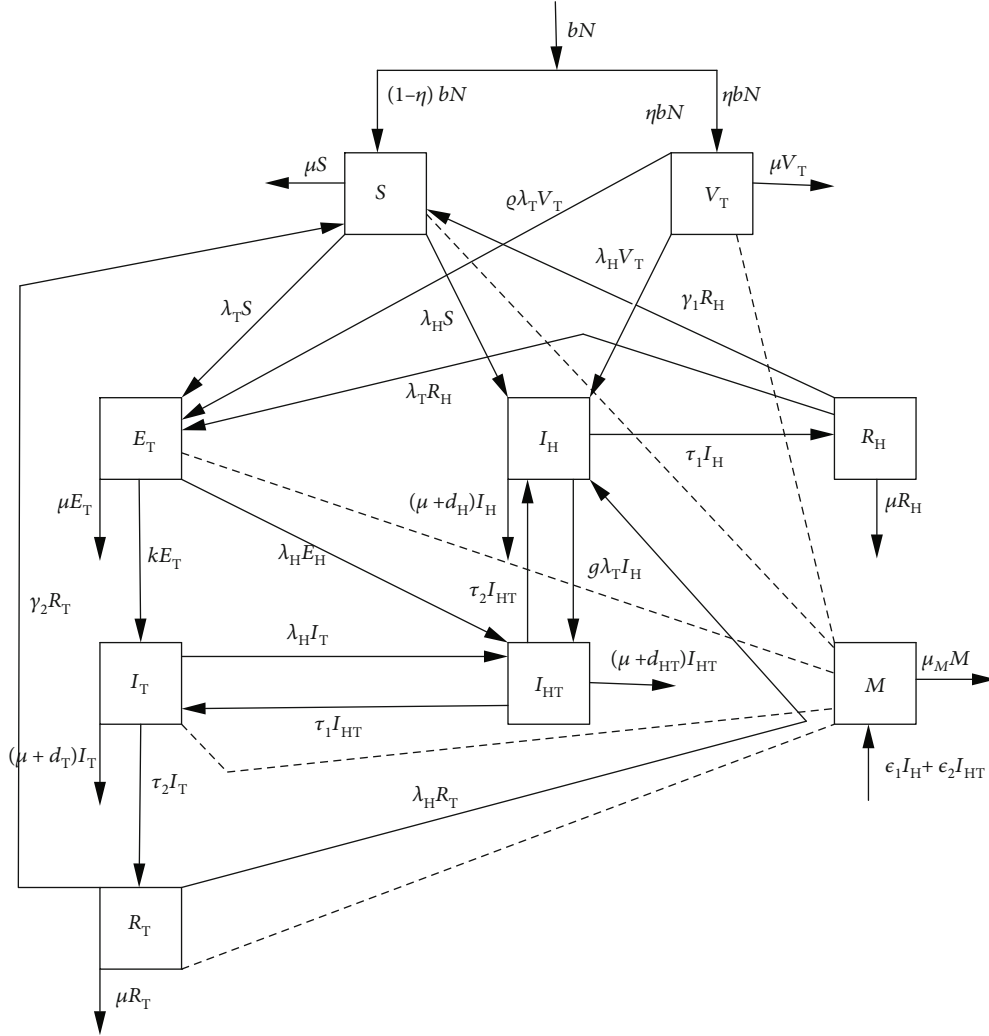 bN
(1–η) bN
ηbN
ηbN
μS
S
V_T
μV_T
ϱλ_T V_T
λ_H V_T
γ_1 R_H
λ_T S
λ_H S
λ_T R_H
E_T
I_H
τ_1 I_H
R_H
μE_T
(μ + d_H)I_H
μR_H
kE_T
λ_H E_H
τ_2 I_HT
gλ_T I_H
γ_2 R_T
λ_H I_T
(μ + d_HT)I_HT
μ_M M
I_T
I_HT
M
τ_1 I_HT
(μ + d_T)I_T
τ_2 I_T
ϵ_1 I_H + ϵ_2 I_HT
λ_H R_T
R_T
μR_T